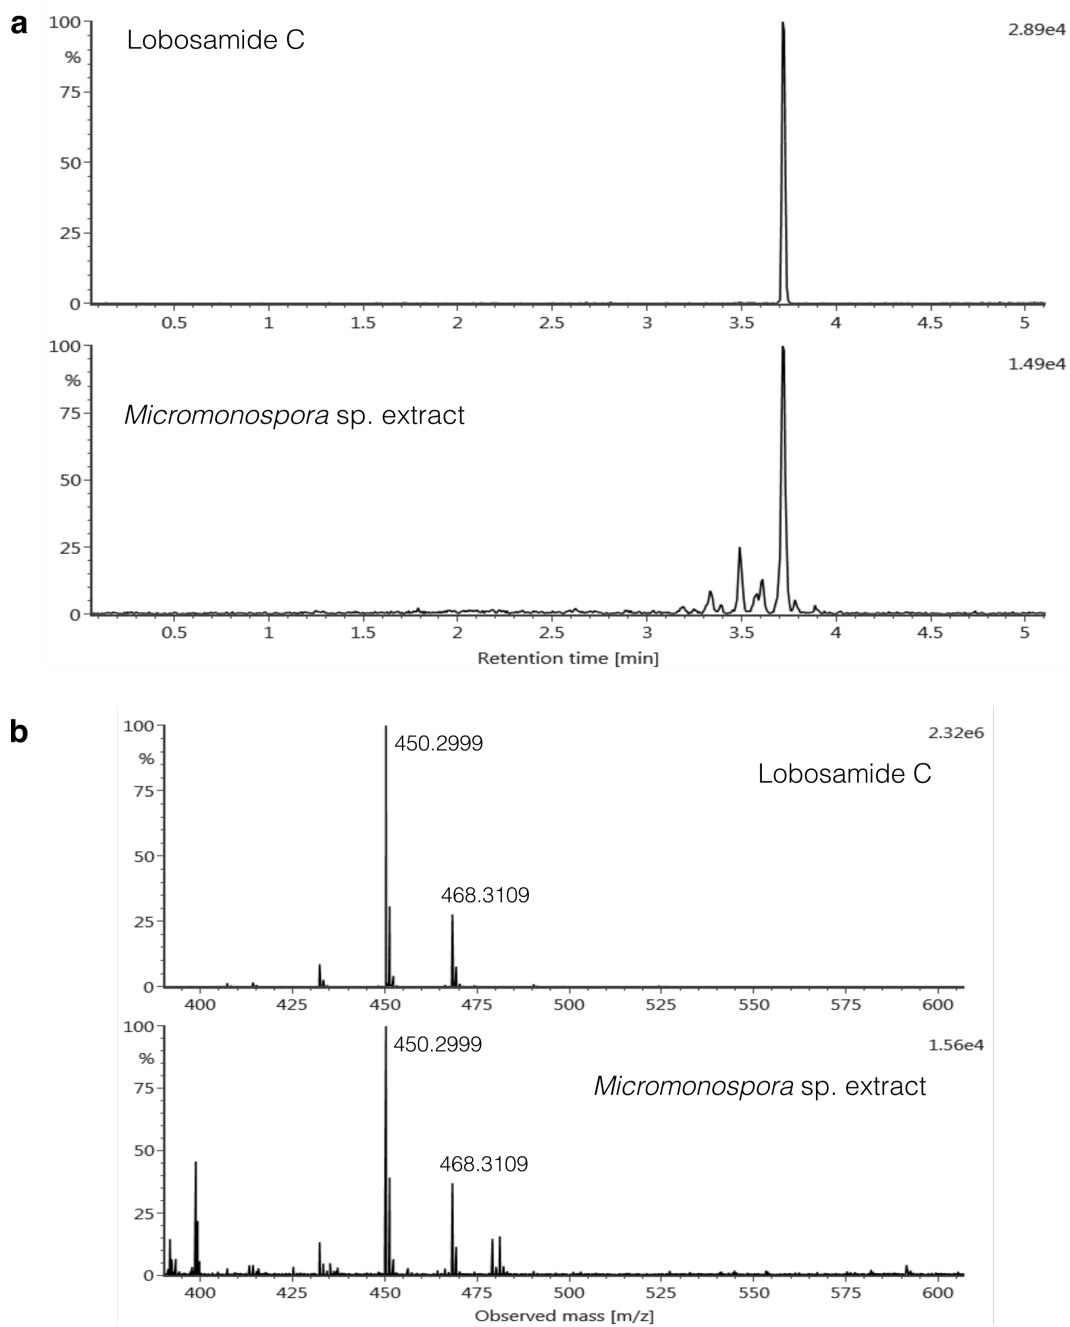 a
100
2.89e4
Lobosamide C
%
75
50
25
0
0.5 1 1.5 2 2.5 3 3.5 4 4.5 5
100
1.49e4
%
Micromonospora sp. extract
75
50
25
0
0.5 1 1.5 2 2.5 3 3.5 4 4.5 5
Retention time [min]
b
100
2.32e6
450.2999
%
Lobosamide C
75
50
468.3109
25
0
400 425 450 475 500 525 550 575 600
100
450.2999
1.56e4
%
Micromonospora sp. extract
75
50
468.3109
25
0
400 425 450 475 500 525 550 575 600
Observed mass [m/z]